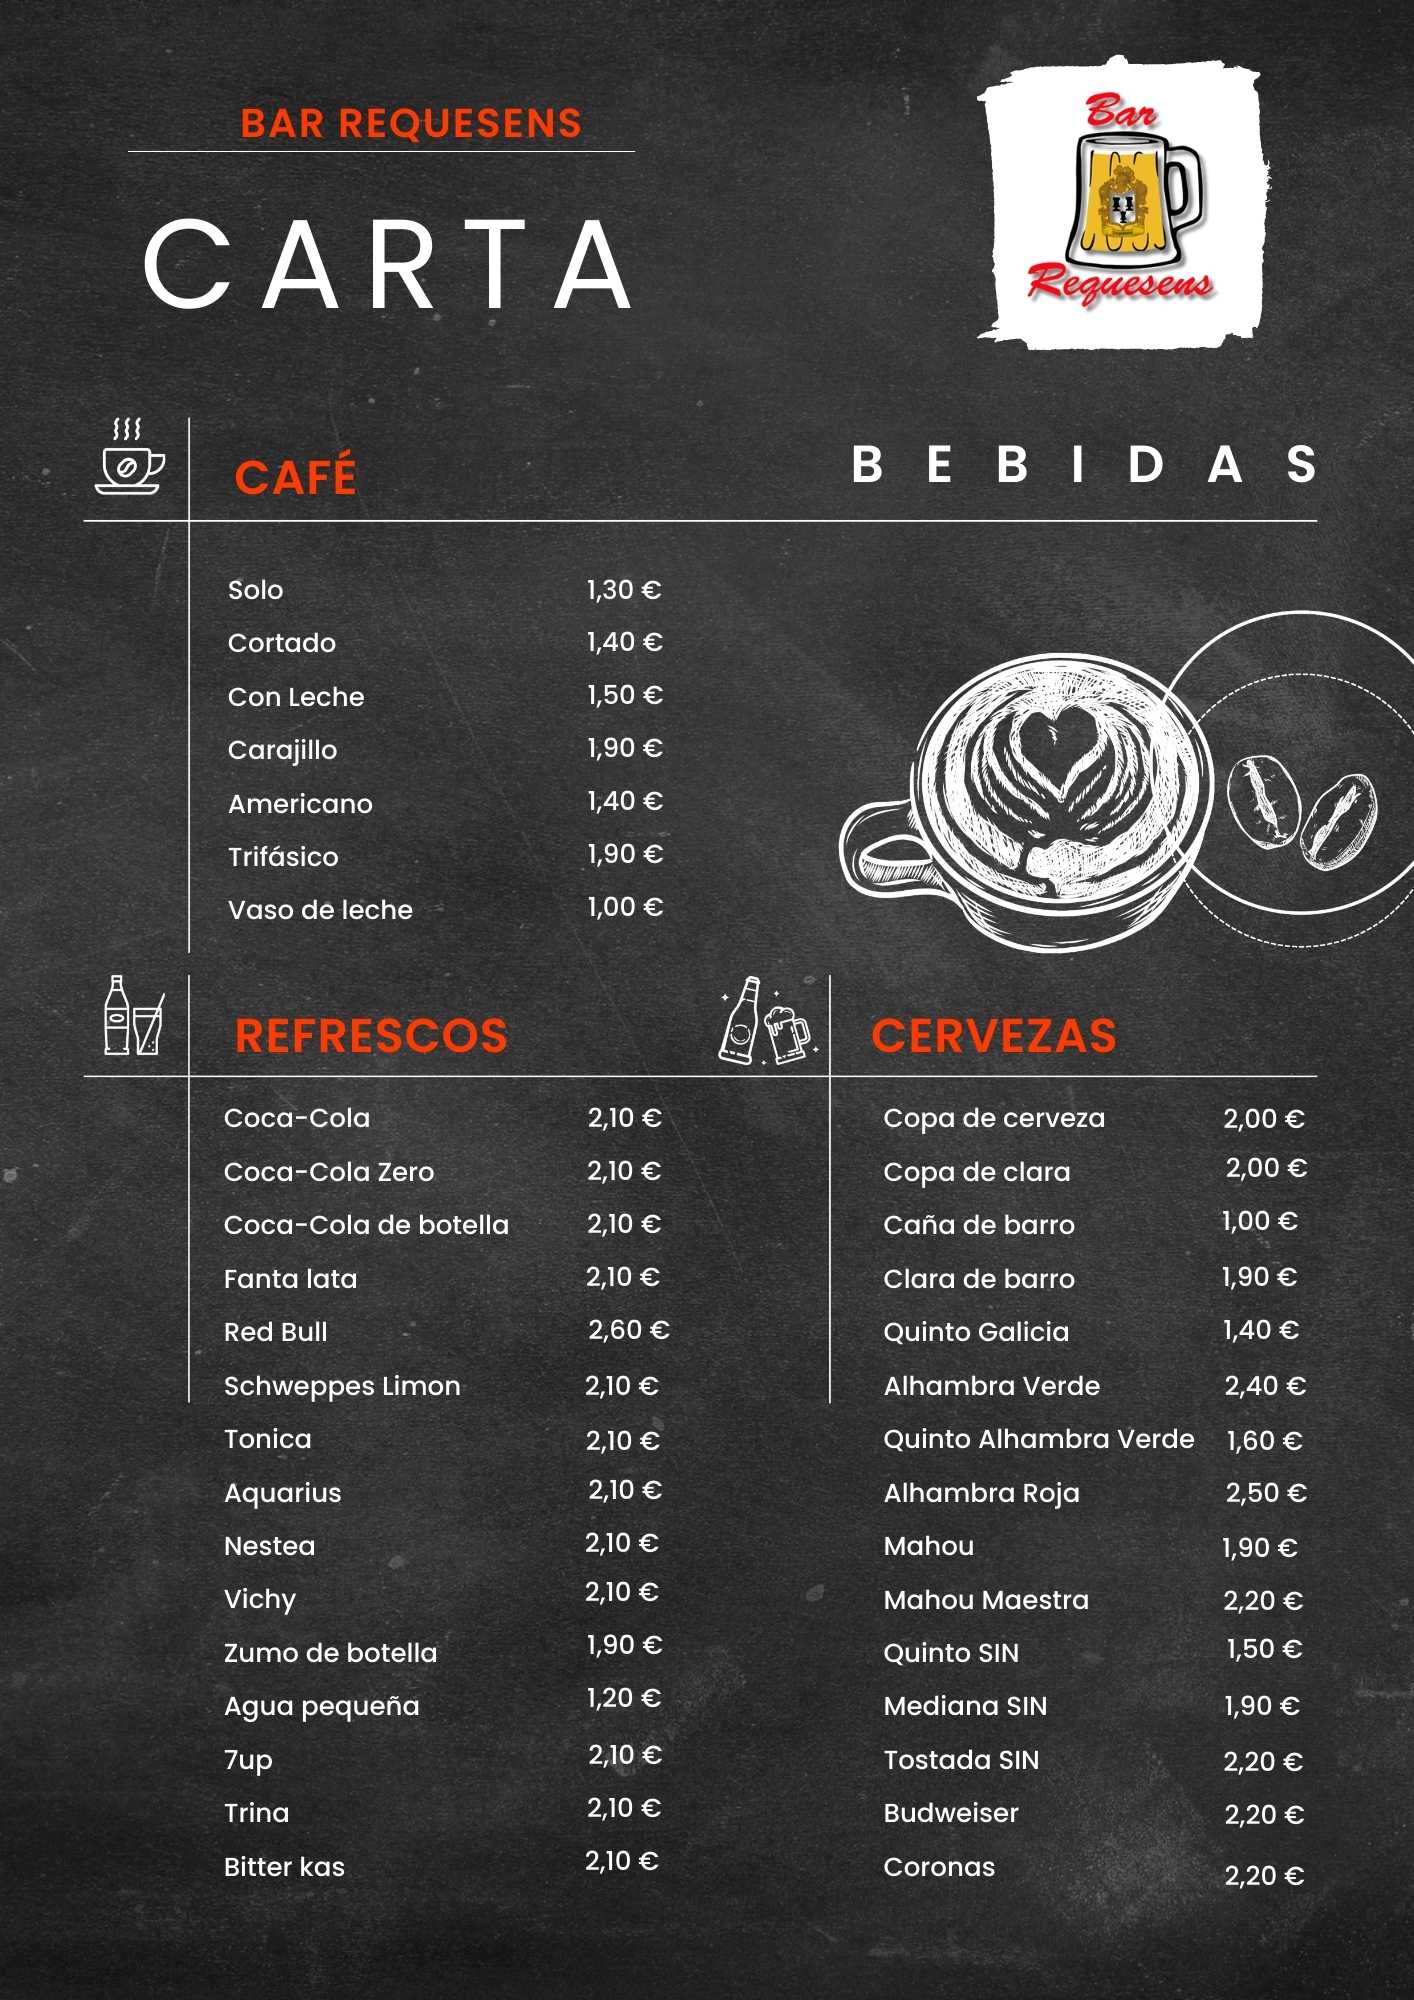 BAR REQUESENS
CARTA
Bar
Requesens
CAFÉ
BEBIDAS
Solo 1,30 €
Cortado 1,40 €
Con Leche 1,50 €
Carajillo 1,90 €
Americano 1,40 €
Trifásico 1,90 €
Vaso de leche 1,00 €
REFRESCOS
Coca-Cola 2,10 €
Coca-Cola Zero 2,10 €
Coca-Cola de botella 2,10 €
Fanta lata 2,10 €
Red Bull 2,60 €
Schweppes Limon 2,10 €
Tonica 2,10 €
Aquarius 2,10 €
Nestea 2,10 €
Vichy 2,10 €
Zumo de botella 1,90 €
Agua pequeña 1,20 €
7up 2,10 €
Trina 2,10 €
Bitter kas 2,10 €
CERVEZAS
Copa de cerveza 2,00 €
Copa de clara 2,00 €
Caña de barro 1,00 €
Clara de barro 1,90 €
Quinto Galicia 1,40 €
Alhambra Verde 2,40 €
Quinto Alhambra Verde 1,60 €
Alhambra Roja 2,50 €
Mahou 1,90 €
Mahou Maestra 2,20 €
Quinto SIN 1,50 €
Mediana SIN 1,90 €
Tostada SIN 2,20 €
Budweiser 2,20 €
Coronas 2,20 €